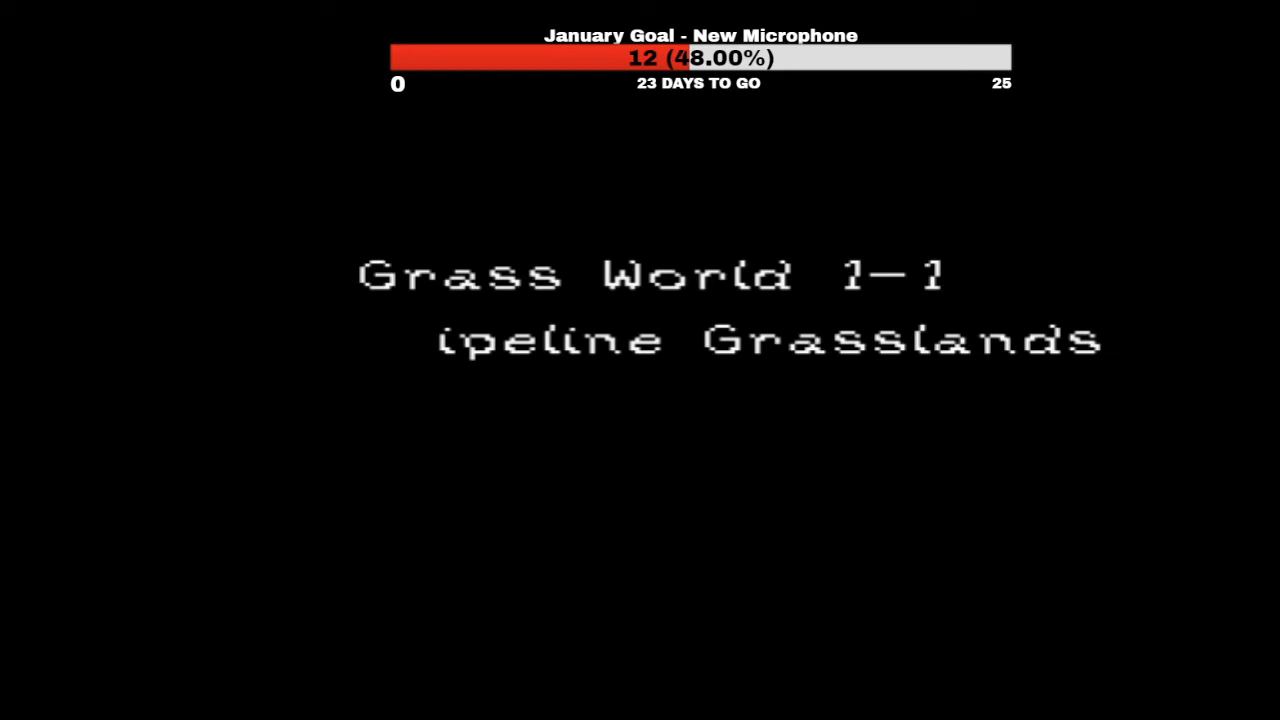 January Goal - New Microphone
12 (48.00%)
0 23 DAYS TO GO 25
Grass World 1-1
ipeline Grasslands